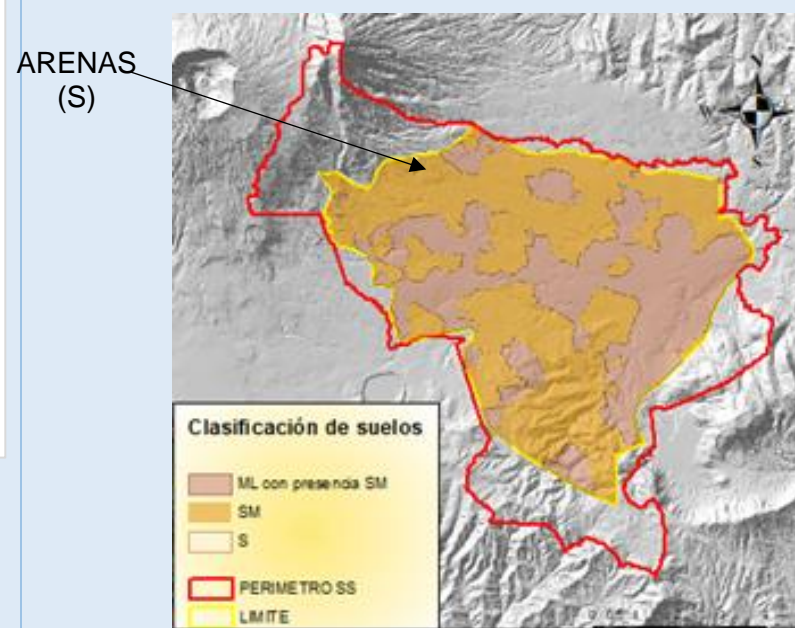 ARENAS
(S)
W
S
Clasificación de suelos
ML con presencia SM
SM
S
PERIMETRO SS
LIMITE